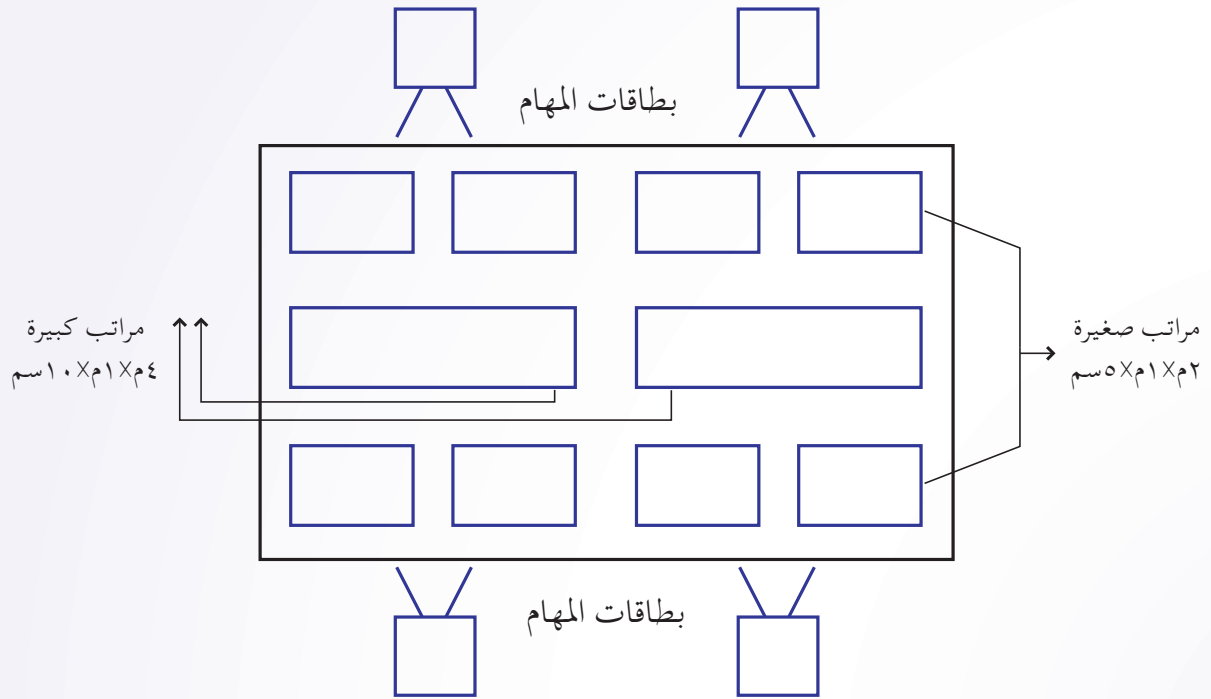 بطاقات المهام
مراتب صغيرة
٢م×١م×٥سم
مراتب كبيرة
٤م×١م×١٠سم
بطاقات المهام